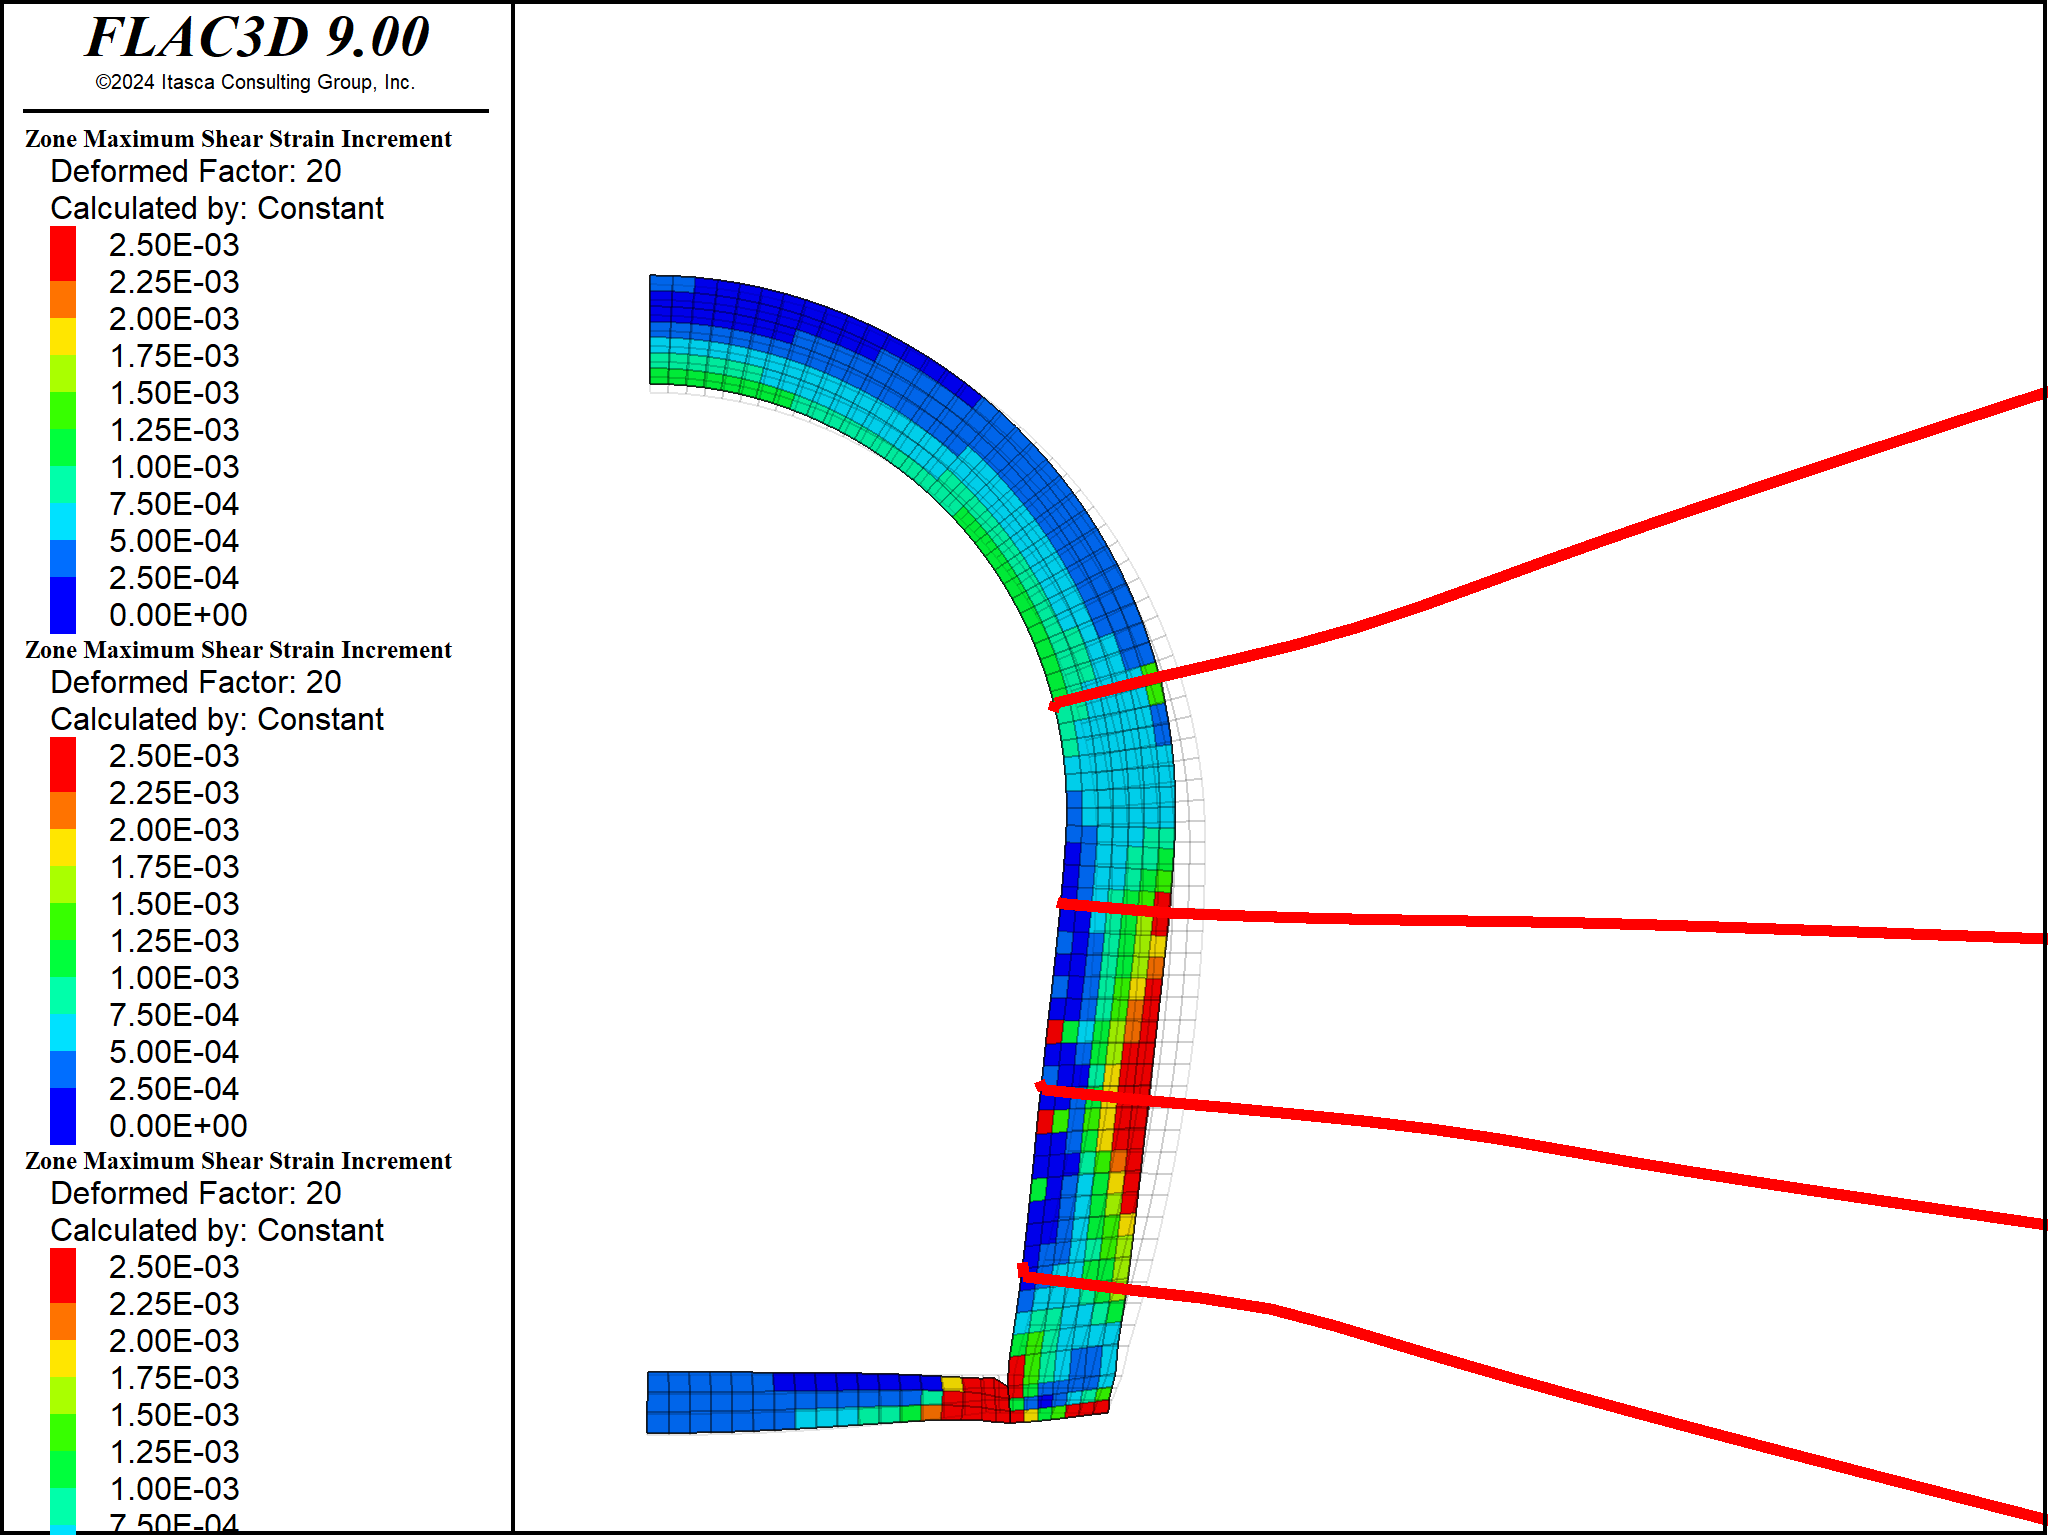 FLAC3D 9.00
©2024 Itasca Consulting Group, Inc.
Zone Maximum Shear Strain Increment
Deformed Factor: 20
Calculated by: Constant
2.50E-03
2.25E-03
2.00E-03
1.75E-03
1.50E-03
1.25E-03
1.00E-03
7.50E-04
5.00E-04
2.50E-04
0.00E+00
Zone Maximum Shear Strain Increment
Deformed Factor: 20
Calculated by: Constant
2.50E-03
2.25E-03
2.00E-03
1.75E-03
1.50E-03
1.25E-03
1.00E-03
7.50E-04
5.00E-04
2.50E-04
0.00E+00
Zone Maximum Shear Strain Increment
Deformed Factor: 20
Calculated by: Constant
2.50E-03
2.25E-03
2.00E-03
1.75E-03
1.50E-03
1.25E-03
1.00E-03
7.50E-04